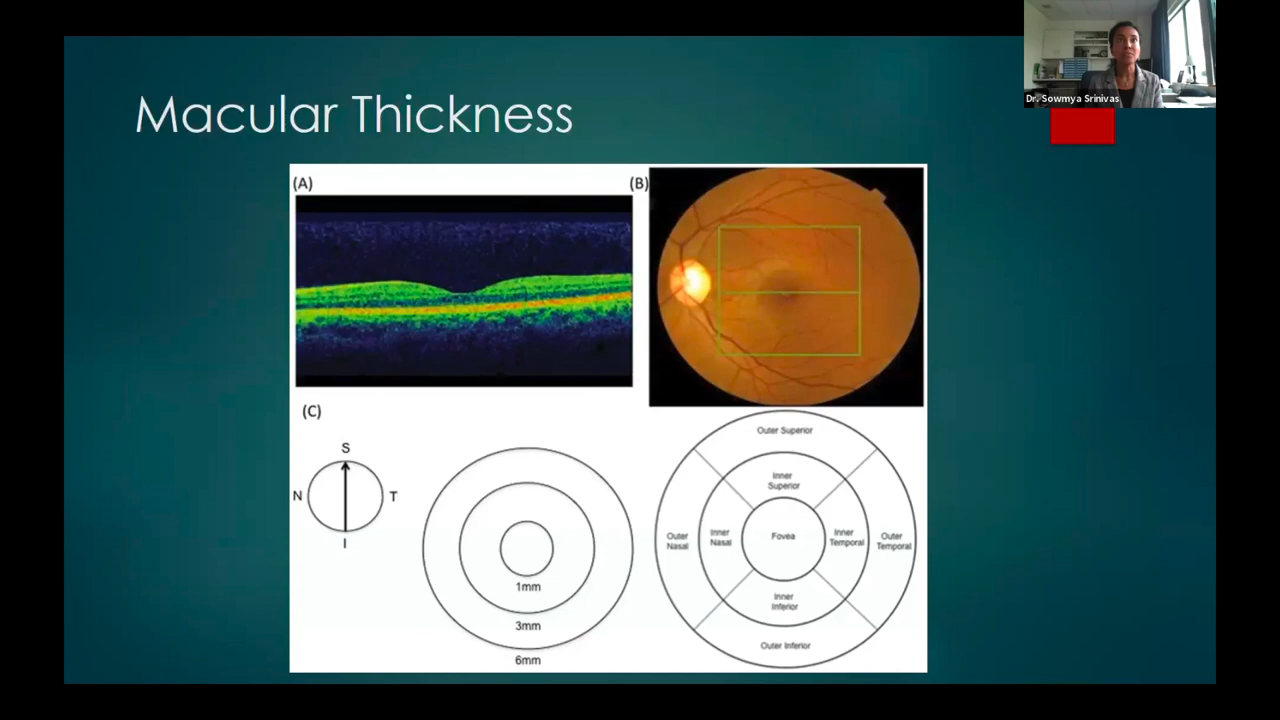 Dr. Sowmya Srinivas
Macular Thickness
(A)
(B)
(C)
S
N
T
I
1mm
3mm
6mm
Outer Superior
Inner
Superior
Outer
Nasal
Inner
Nasal
Fovea
Inner
Temporal
Outer
Temporal
Inner
Inferior
Outer Inferior